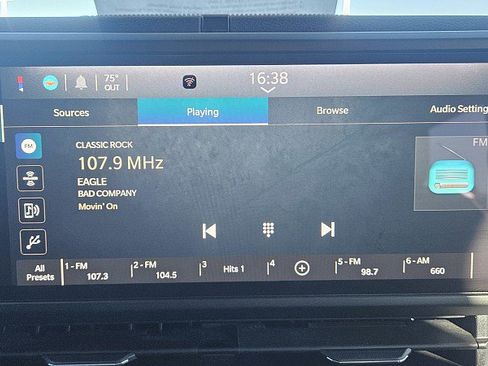 75° 16:38
OUT
Sources Playing Browse Audio Setting
FM CLASSIC ROCK FM
107.9 MHz
EAGLE
BAD COMPANY
Movin' On
All Presets 1 - FM 107.3 2 - FM 104.5 3 Hits 1 4 5 - FM 98.7 6 - AM 660